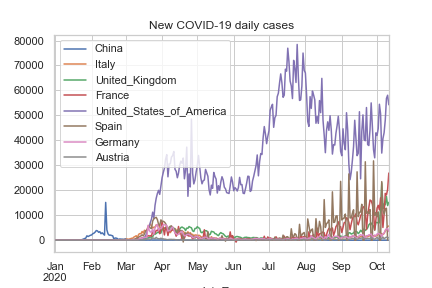 New COVID-19 daily cases
80000
70000
60000
50000
40000
30000
20000
10000
0
China
Italy
United_Kingdom
France
United_States_of_America
Spain
Germany
Austria
Jan Feb Mar Apr May Jun Jul Aug Sep Oct
2020